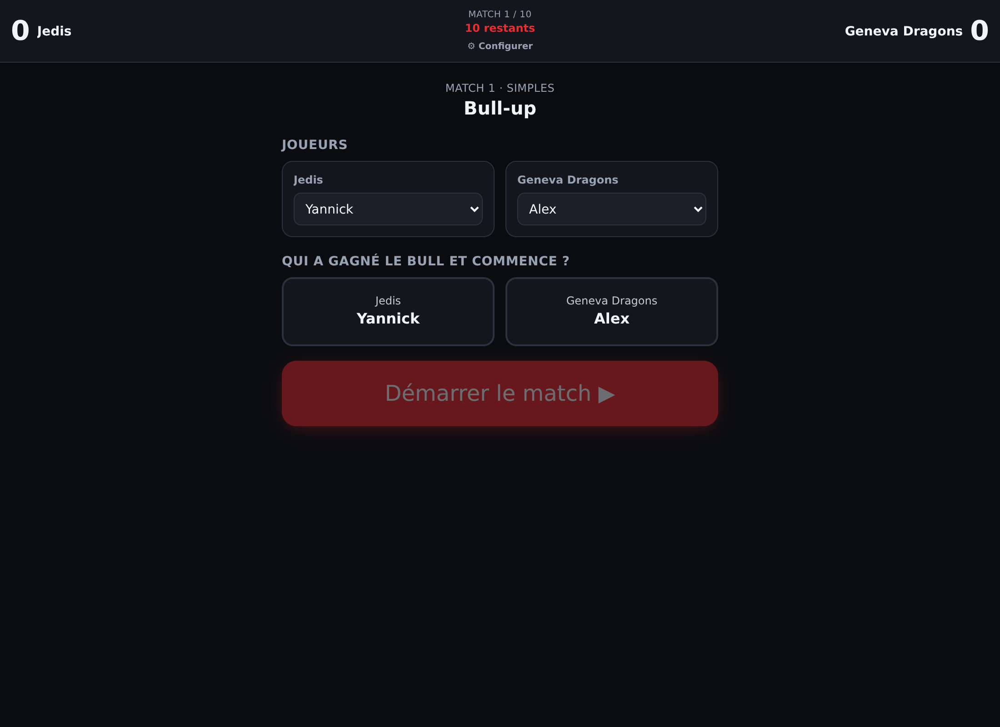 0 Jedis
MATCH 1 / 10
10 restants
⚙ Configurer
Geneva Dragons 0
MATCH 1 · SIMPLES
Bull-up
JOUEURS
Jedis
Yannick
Geneva Dragons
Alex
QUI A GAGNÉ LE BULL ET COMMENCE ?
Jedis
Yannick
Geneva Dragons
Alex
Démarrer le match ▶